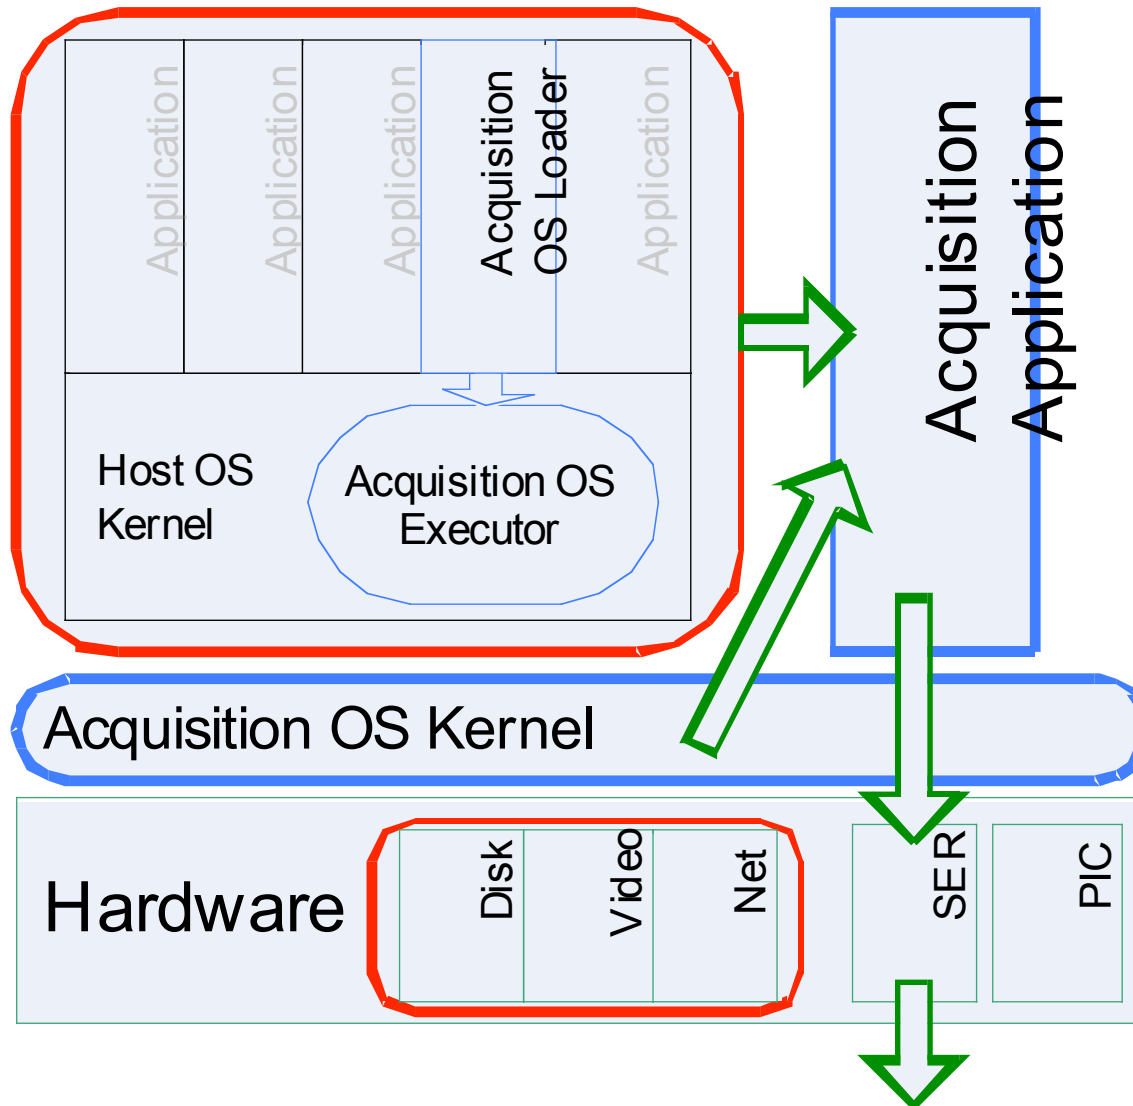 Application
Application
Application
Acquisition
OS Loader
Application
Acquisition
Application
Host OS
Kernel
Acquisition OS
Executor
Acquisition OS Kernel
Hardware
Disk
Video
Net
SER
PIC